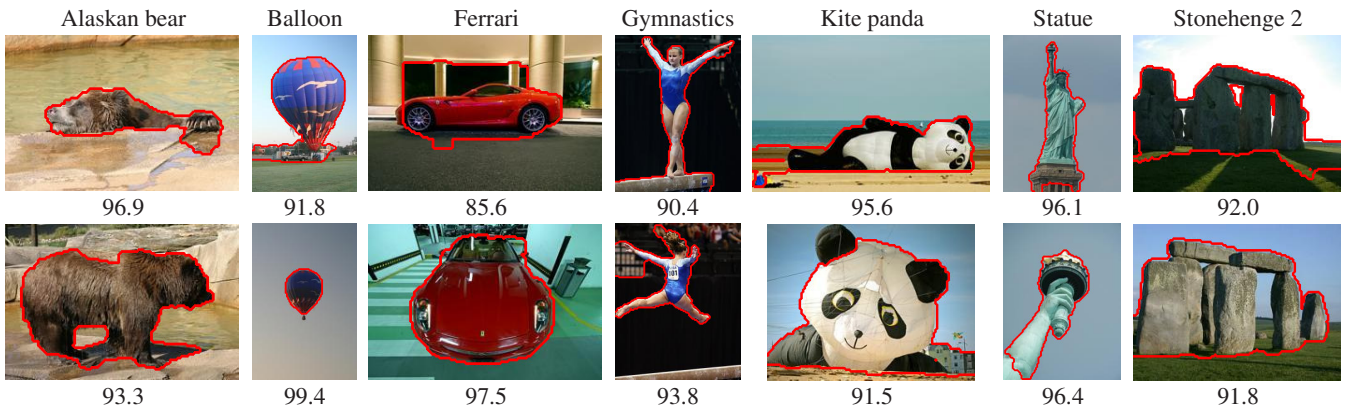 Alaskan bear Balloon Ferrari Gymnastics Kite panda Statue Stonehenge 2
96.9 91.8 85.6 90.4 95.6 96.1 92.0
101
93.3 99.4 97.5 93.8 91.5 96.4 91.8